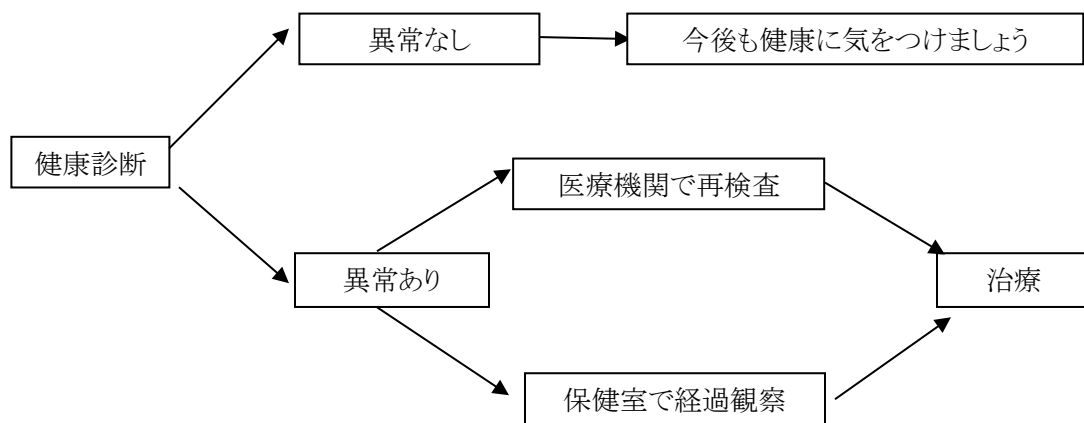 異常なし
今後も健康に気をつけましょう
健康診断
医療機関で再検査
異常あり
治療
保健室で経過観察